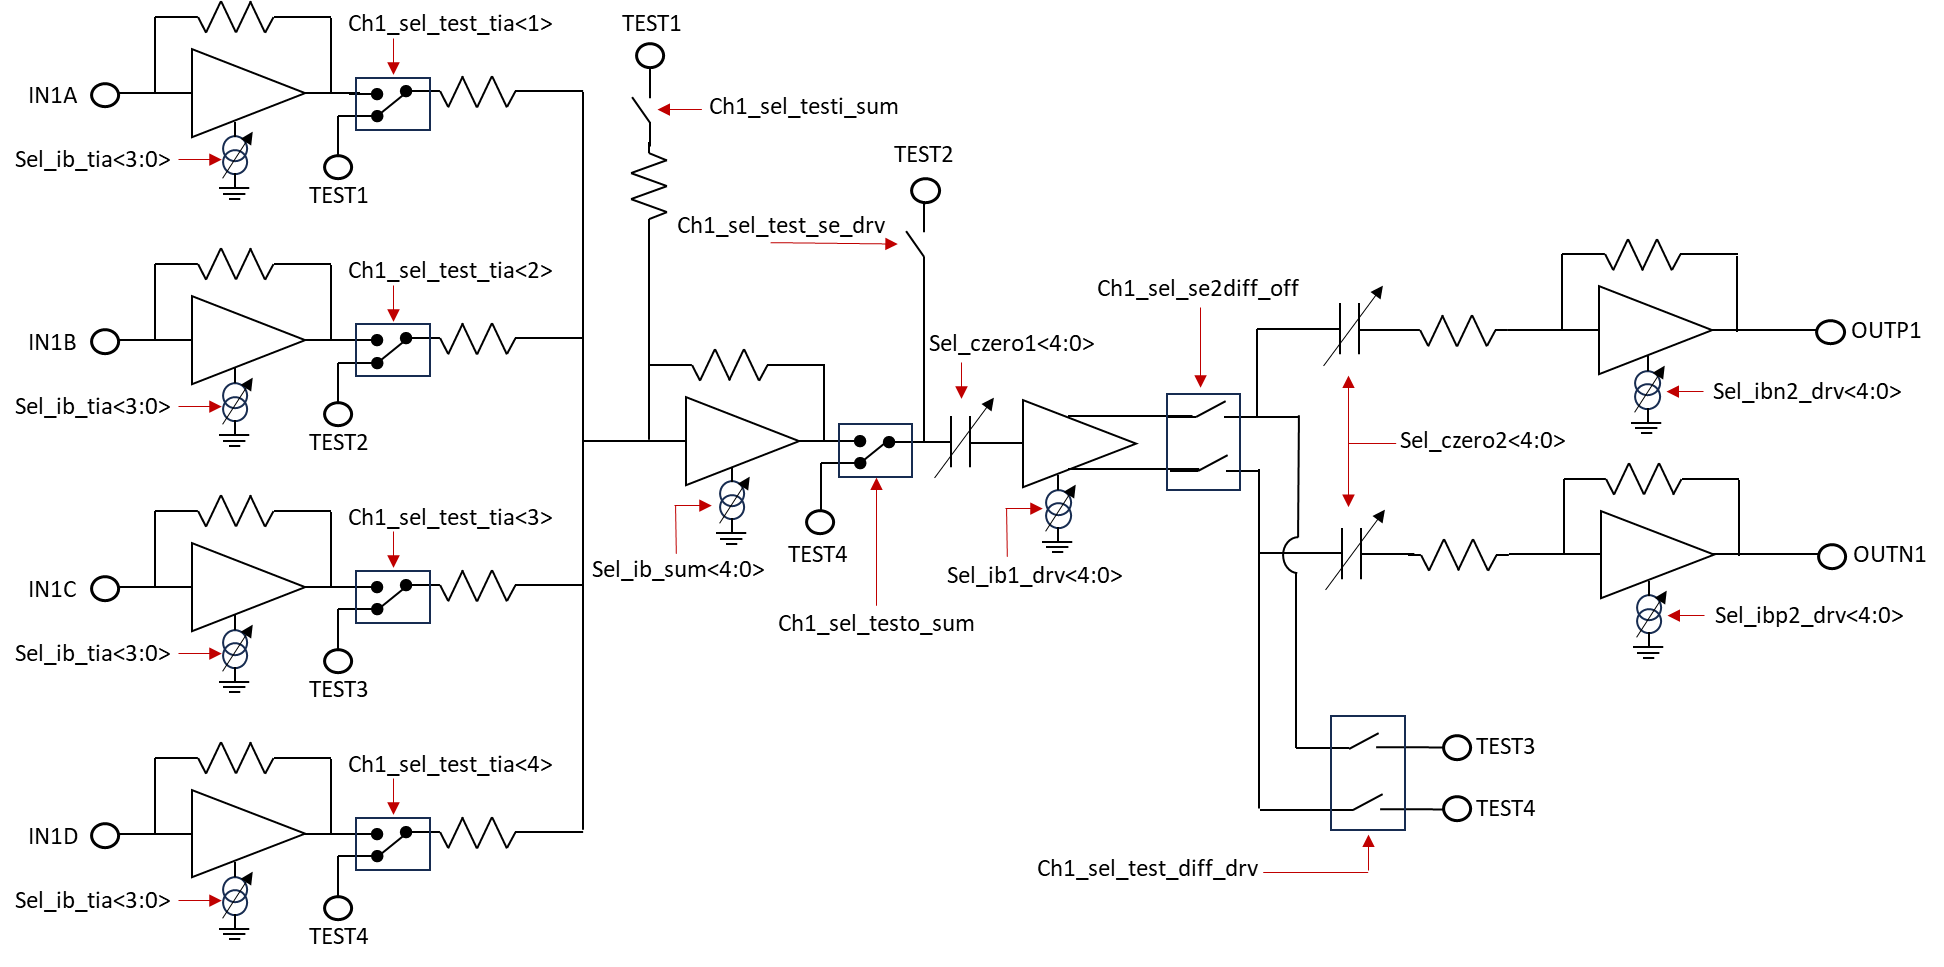 Ch1_sel_test_tia<1>
TEST1
IN1A
Ch1_sel_testi_sum
Sel_ib_tia<3:0>
TEST1
TEST2
Ch1_sel_test_se_drv
Ch1_sel_test_tia<2>
Ch1_sel_se2diff_off
IN1B
Sel_czero1<4:0>
OUTP1
Sel_ib_tia<3:0>
Sel_ibn2_drv<4:0>
TEST2
Sel_czero2<4:0>
Ch1_sel_test_tia<3>
TEST4
OUTN1
IN1C
Sel_ib_sum<4:0>
Sel_ib1_drv<4:0>
Sel_ibp2_drv<4:0>
Ch1_sel_testo_sum
Sel_ib_tia<3:0>
TEST3
TEST3
Ch1_sel_test_tia<4>
TEST4
IN1D
Ch1_sel_test_diff_drv
Sel_ib_tia<3:0>
TEST4